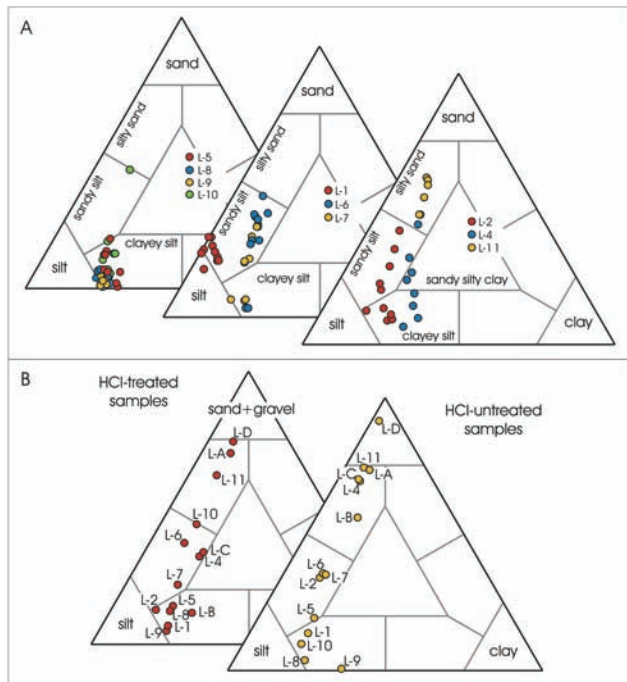 A
sand
silty sand
sandy silt
silt
clayey silt
L-5
L-8
L-9
L-10
sand
silty sand
sandy silt
silt
clayey silt
L-1
L-6
L-7
sand
silty sand
sandy silt
silt
clayey silt
sandy silty clay
clay
L-2
L-4
L-11
B
HCl-treated
samples
sand+gravel
L-D
L-A
L-11
L-10
L-6
L-C
L-4
L-7
L-2
L-5
L-8
L-B
L-1
L-9
silt
HCl-untreated
samples
L-D
L-11
L-C
L-A
L-4
L-B
L-6
L-7
L-2
L-5
L-1
L-10
L-8
L-9
silt
clay